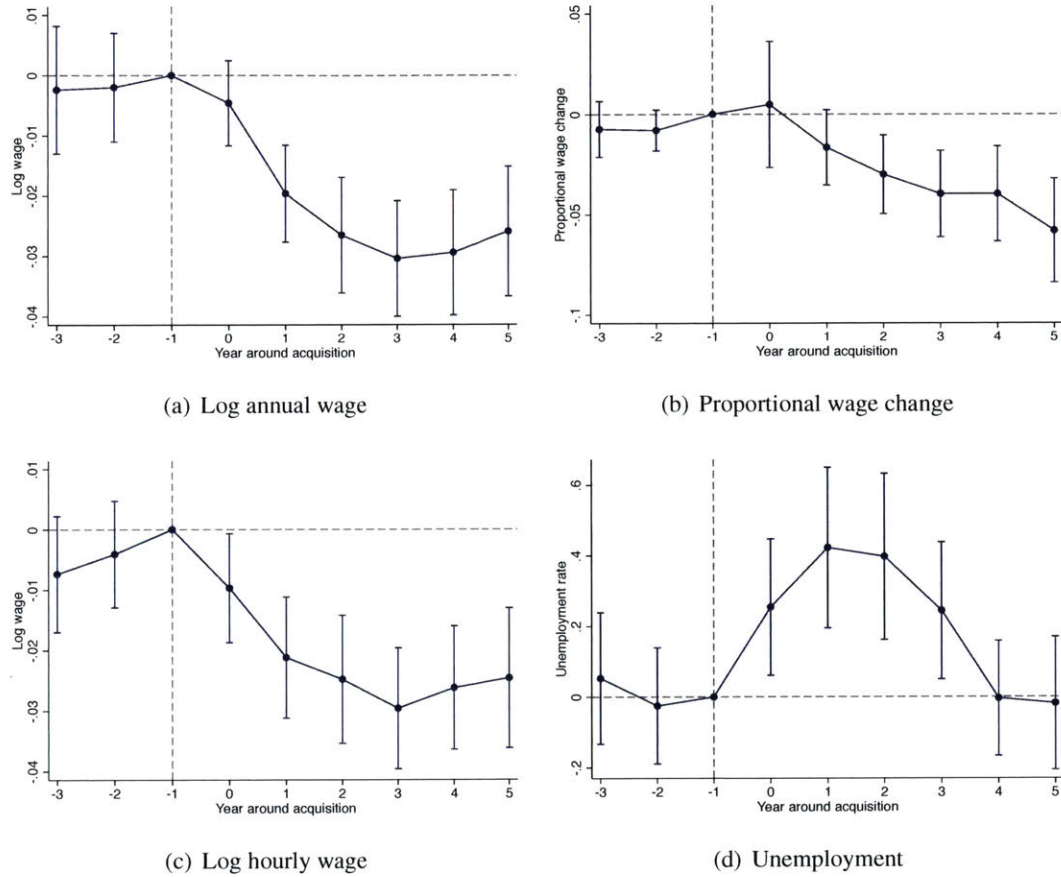 .01
0
-.01
-.02
-.03
-.04
Log wage
-3 -2 -1 0 1 2 3 4 5
Year around acquisition
(a) Log annual wage
.05
0
-.05
-.1
Proportional wage change
-3 -2 -1 0 1 2 3 4 5
Year around acquisition
(b) Proportional wage change
.01
0
-.01
-.02
-.03
-.04
Log wage
-3 -2 -1 0 1 2 3 4 5
Year around acquisition
(c) Log hourly wage
.6
.4
.2
0
-.2
Unemployment rate
-3 -2 -1 0 1 2 3 4 5
Year around acquisition
(d) Unemployment